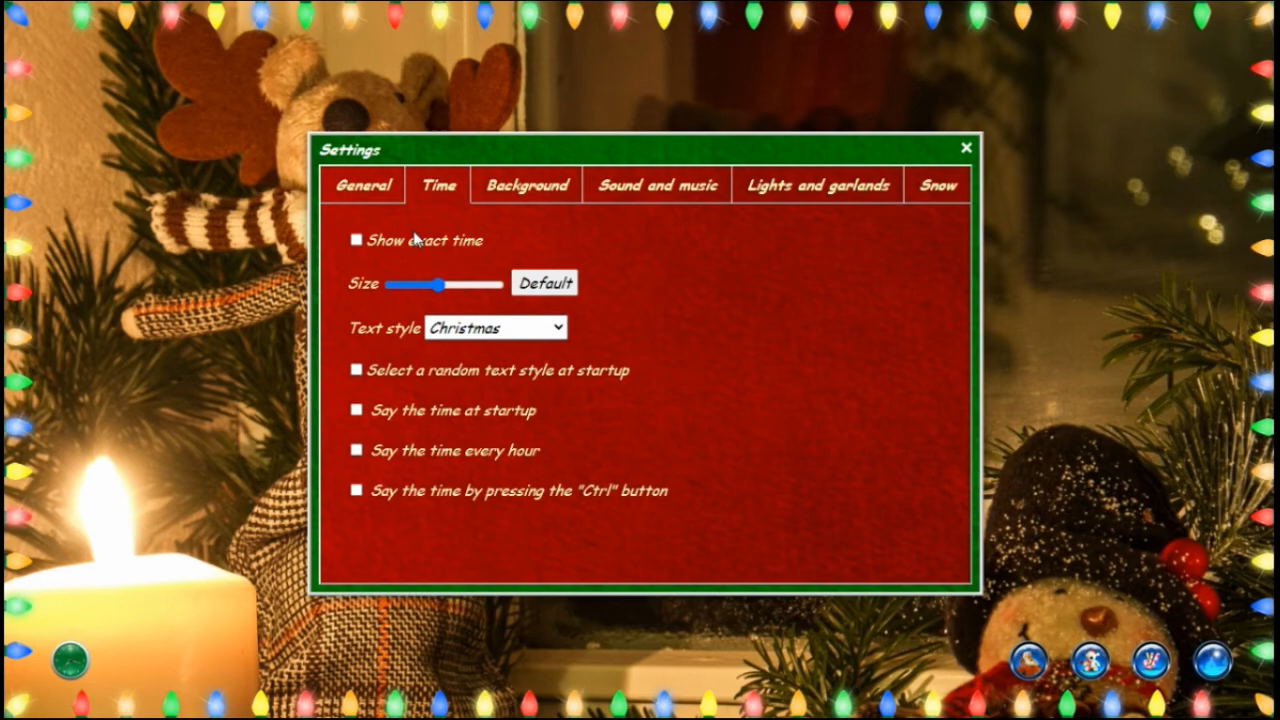 Settings
General Time Background Sound and music Lights and garlands Snow
Show exact time
Size Default
Text style Christmas
Select a random text style at startup
Say the time at startup
Say the time every hour
Say the time by pressing the "Ctrl" button